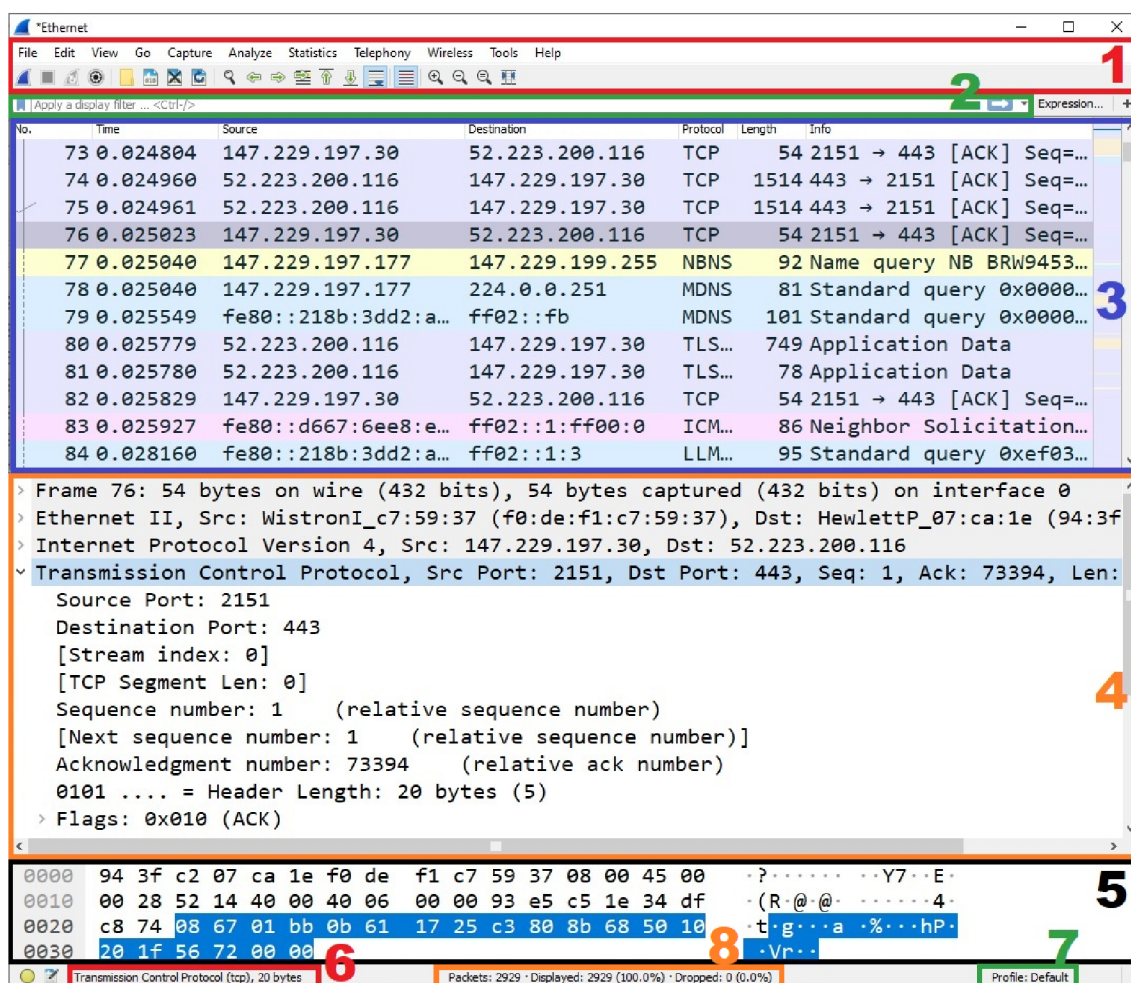 *Ethernet
File Edit View Go Capture Analyze Statistics Telephony Wireless Tools Help
1
Apply a display filter ... <Ctrl-/>
2
Expression... +
No. Time Source Destination Protocol Length Info
73 0.024804 147.229.197.30 52.223.200.116 TCP 54 2151 → 443 [ACK] Seq=…
74 0.024960 52.223.200.116 147.229.197.30 TCP 1514 443 → 2151 [ACK] Seq=…
75 0.024961 52.223.200.116 147.229.197.30 TCP 1514 443 → 2151 [ACK] Seq=…
76 0.025023 147.229.197.30 52.223.200.116 TCP 54 2151 → 443 [ACK] Seq=…
77 0.025040 147.229.197.177 147.229.199.255 NBNS 92 Name query NB BRW9453…
78 0.025040 147.229.197.177 224.0.0.251 MDNS 81 Standard query 0x0000…
79 0.025549 fe80::218b:3dd2:a… ff02::fb MDNS 101 Standard query 0x0000…
80 0.025779 52.223.200.116 147.229.197.30 TLS… 749 Application Data
81 0.025780 52.223.200.116 147.229.197.30 TLS… 78 Application Data
82 0.025829 147.229.197.30 52.223.200.116 TCP 54 2151 → 443 [ACK] Seq=…
83 0.025927 fe80::d667:6ee8:e… ff02::1:ff00:0 ICM… 86 Neighbor Solicitation…
84 0.028160 fe80::218b:3dd2:a… ff02::1:3 LLM… 95 Standard query 0xef03…
3
Frame 76: 54 bytes on wire (432 bits), 54 bytes captured (432 bits) on interface 0
Ethernet II, Src: WistronI_c7:59:37 (f0:de:f1:c7:59:37), Dst: HewlettP_07:ca:1e (94:3f
Internet Protocol Version 4, Src: 147.229.197.30, Dst: 52.223.200.116
Transmission Control Protocol, Src Port: 2151, Dst Port: 443, Seq: 1, Ack: 73394, Len:
Source Port: 2151
Destination Port: 443
[Stream index: 0]
[TCP Segment Len: 0]
Sequence number: 1 (relative sequence number)
[Next sequence number: 1 (relative sequence number)]
Acknowledgment number: 73394 (relative ack number)
0101 .... = Header Length: 20 bytes (5)
Flags: 0x010 (ACK)
4
0000 94 3f c2 07 ca 1e f0 de f1 c7 59 37 08 00 45 00 ·?······ ··Y7··E·
0010 00 28 52 14 40 00 40 06 00 00 93 e5 c5 1e 34 df ·(R·@·@· ······4·
0020 c8 74 08 67 01 bb 0b 61 17 25 c3 80 8b 68 50 10 ·t·g···a ·%···hP·
0030 20 1f 56 72 00 00 ·Vr··
5
Transmission Control Protocol (tcp), 20 bytes
6
Packets: 2929 · Displayed: 2929 (100.0%) · Dropped: 0 (0.0%)
8
Profile: Default
7